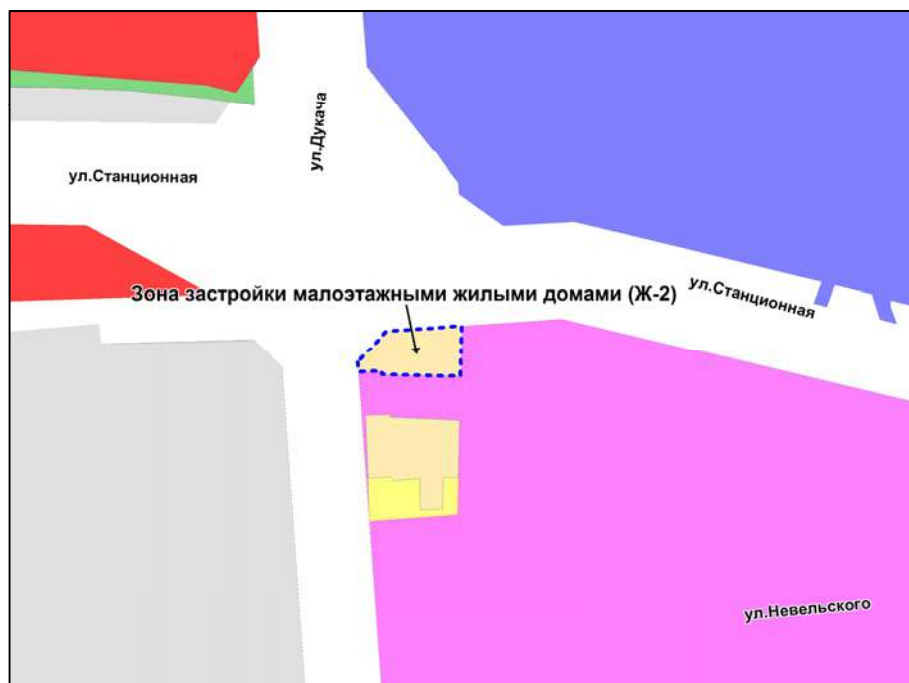 ул.Дукача
ул.Станционная
Зона застройки малоэтажными жилыми домами (Ж-2)
ул.Станционная
ул.Невельского